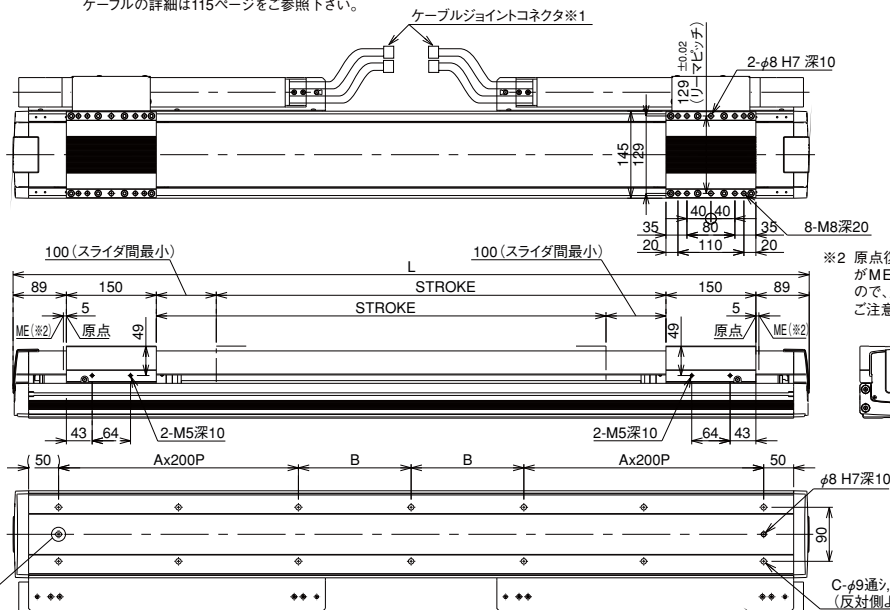 ケーブルの詳細は115ページをご参照下さい。
ケーブルジョイントコネクタ※1
129 ±0.02
(リーマピッチ)
2-φ8 H7 深10
145
129
40 40
35 80 35
20 110 20
8-M8深20
※2 原点復
がME
ので、
ご注意
100(スライダ間最小)
100(スライダ間最小)
L
89 150 STROKE 150 89
STROKE
5
5
ME(※2)
原点
49
49
原点
ME(※2)
2-M5深10
2-M5深10
43 64
64 43
50 Ax200P B B Ax200P 50
φ8 H7深10
90
C-φ9通シ,
(反対側よ